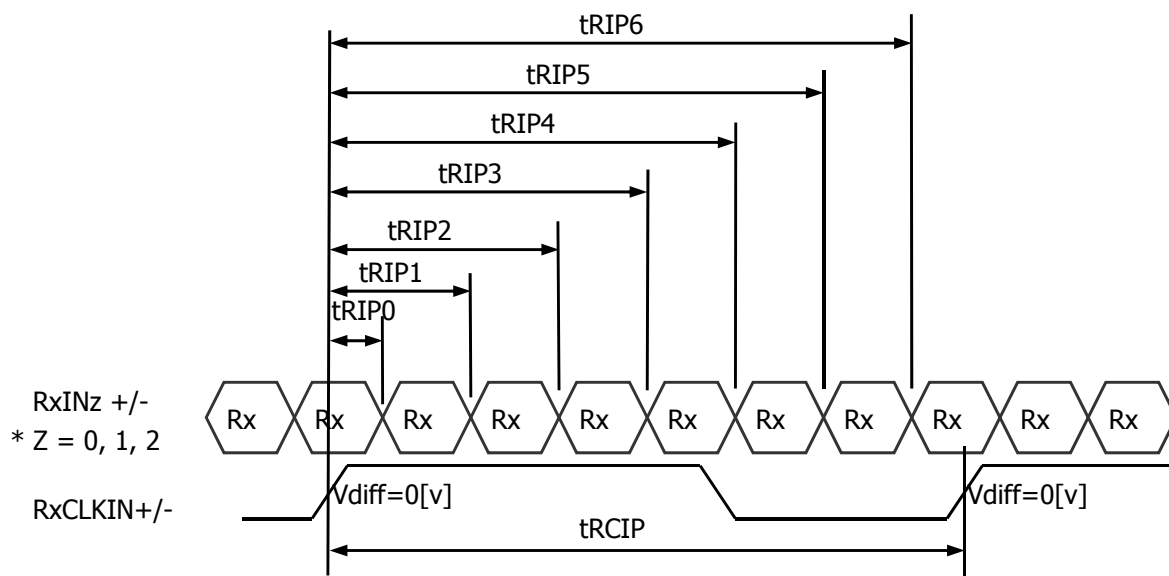 tRIP6
tRIP5
tRIP4
tRIP3
tRIP2
tRIP1
tRIP0
RxINz +/-
* Z = 0, 1, 2
Rx Rx Rx Rx Rx Rx Rx Rx Rx Rx Rx
RxCLKIN+/-
Vdiff=0[v] Vdiff=0[v]
tRCIP